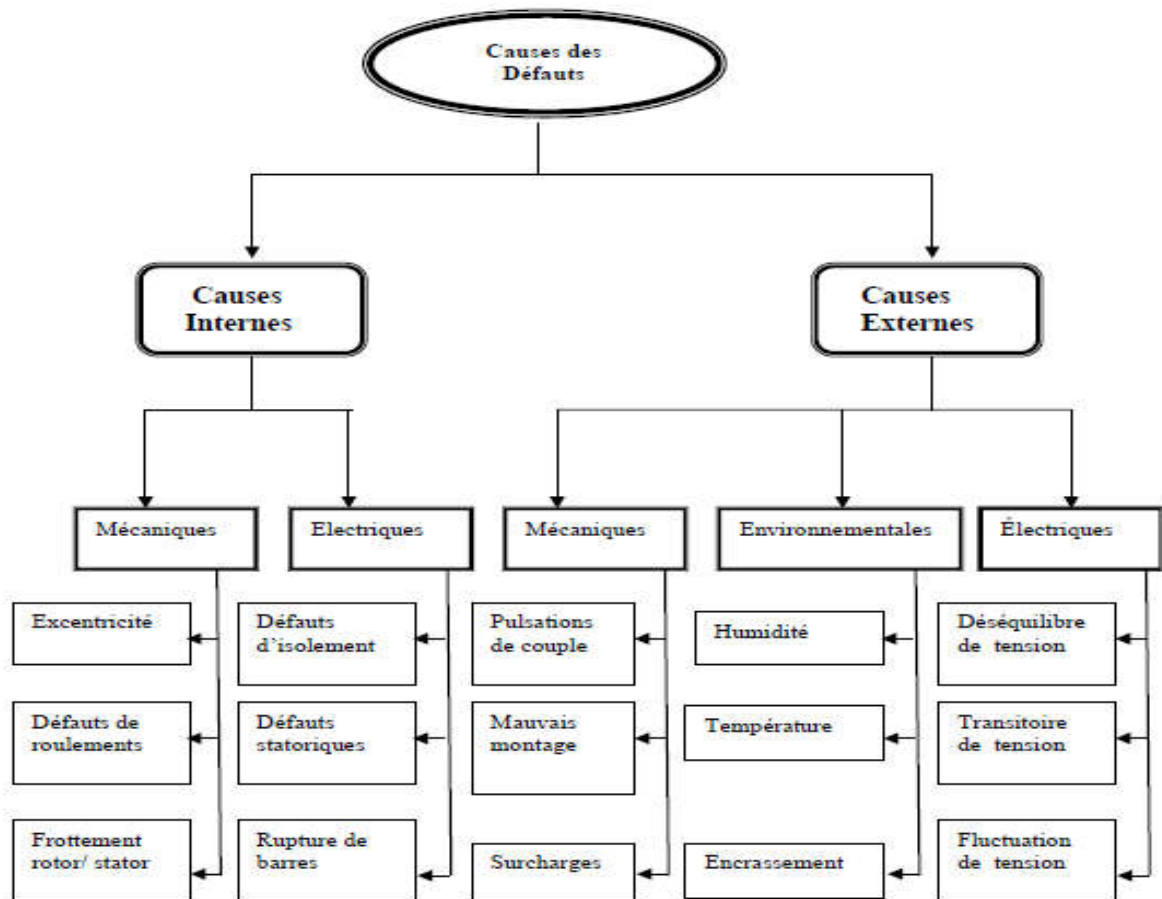 Causes des
Défauts
Causes
Internes
Causes
Externes
Mécaniques
Electriques
Mécaniques
Environnementales
Électriques
Excentricité
Défauts
d'isolement
Pulsations
de couple
Humidité
Déséquilibre
de tension
Défauts de
roulements
Défauts
statoriques
Mauvais
montage
Température
Transitoire
de tension
Frottement
rotor/ stator
Rupture de
barres
Surcharges
Encrassement
Fluctuation
de tension